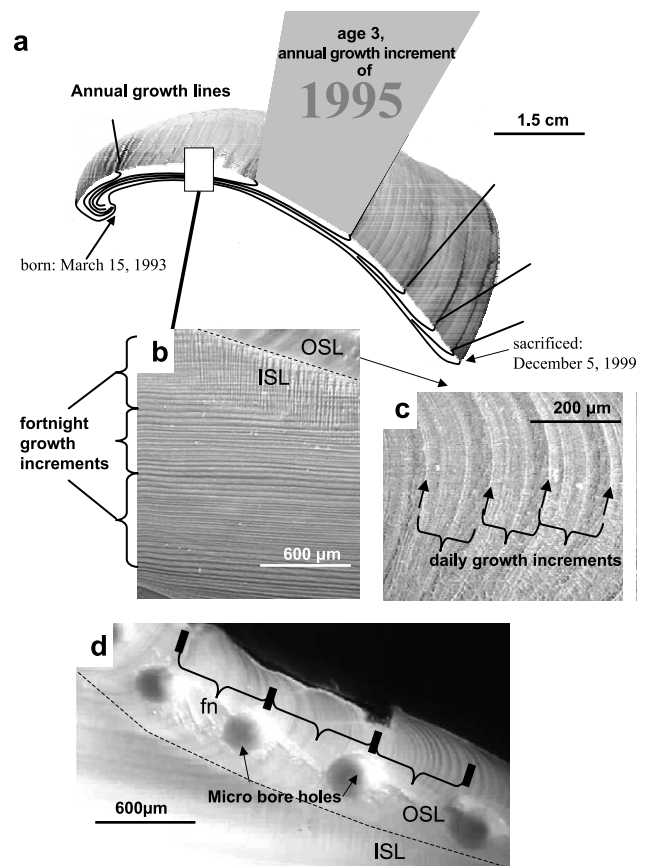 a
age 3,
annual growth increment
of
1995
Annual growth lines
1.5 cm
born: March 15, 1993
sacrificed:
December 5, 1999
b
OSL
ISL
fortnight
growth
increments
600 µm
c
200 µm
daily growth increments
d
fn
Micro bore holes
OSL
600µm
ISL